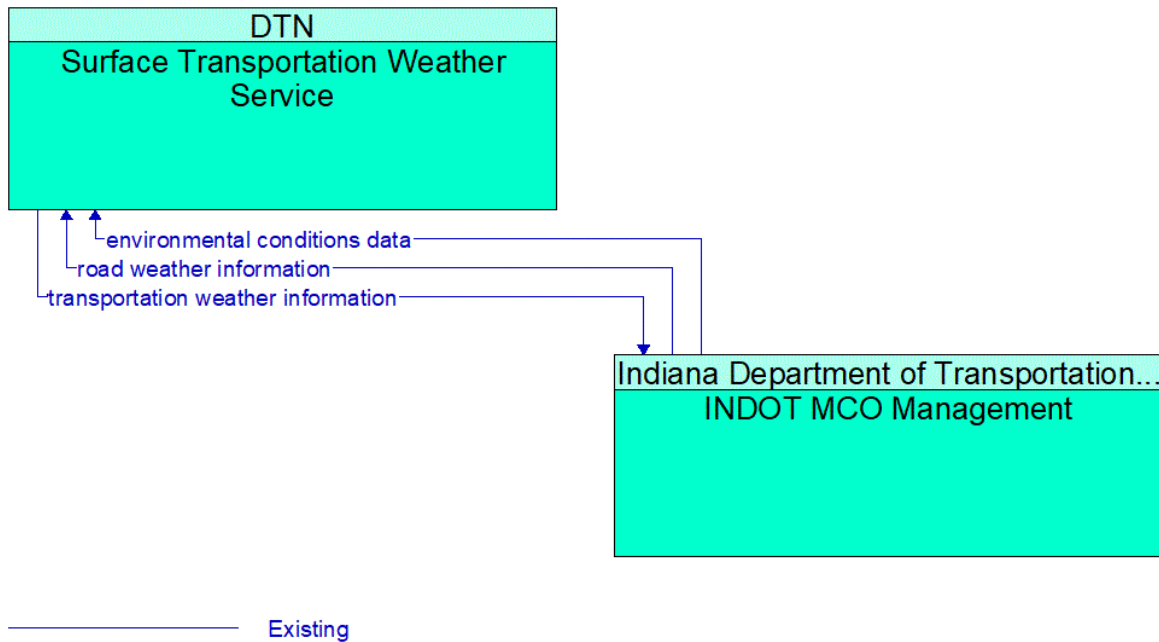 DTN
Surface Transportation Weather
Service
environmental conditions data
road weather information
transportation weather information
Indiana Department of Transportation...
INDOT MCO Management
Existing